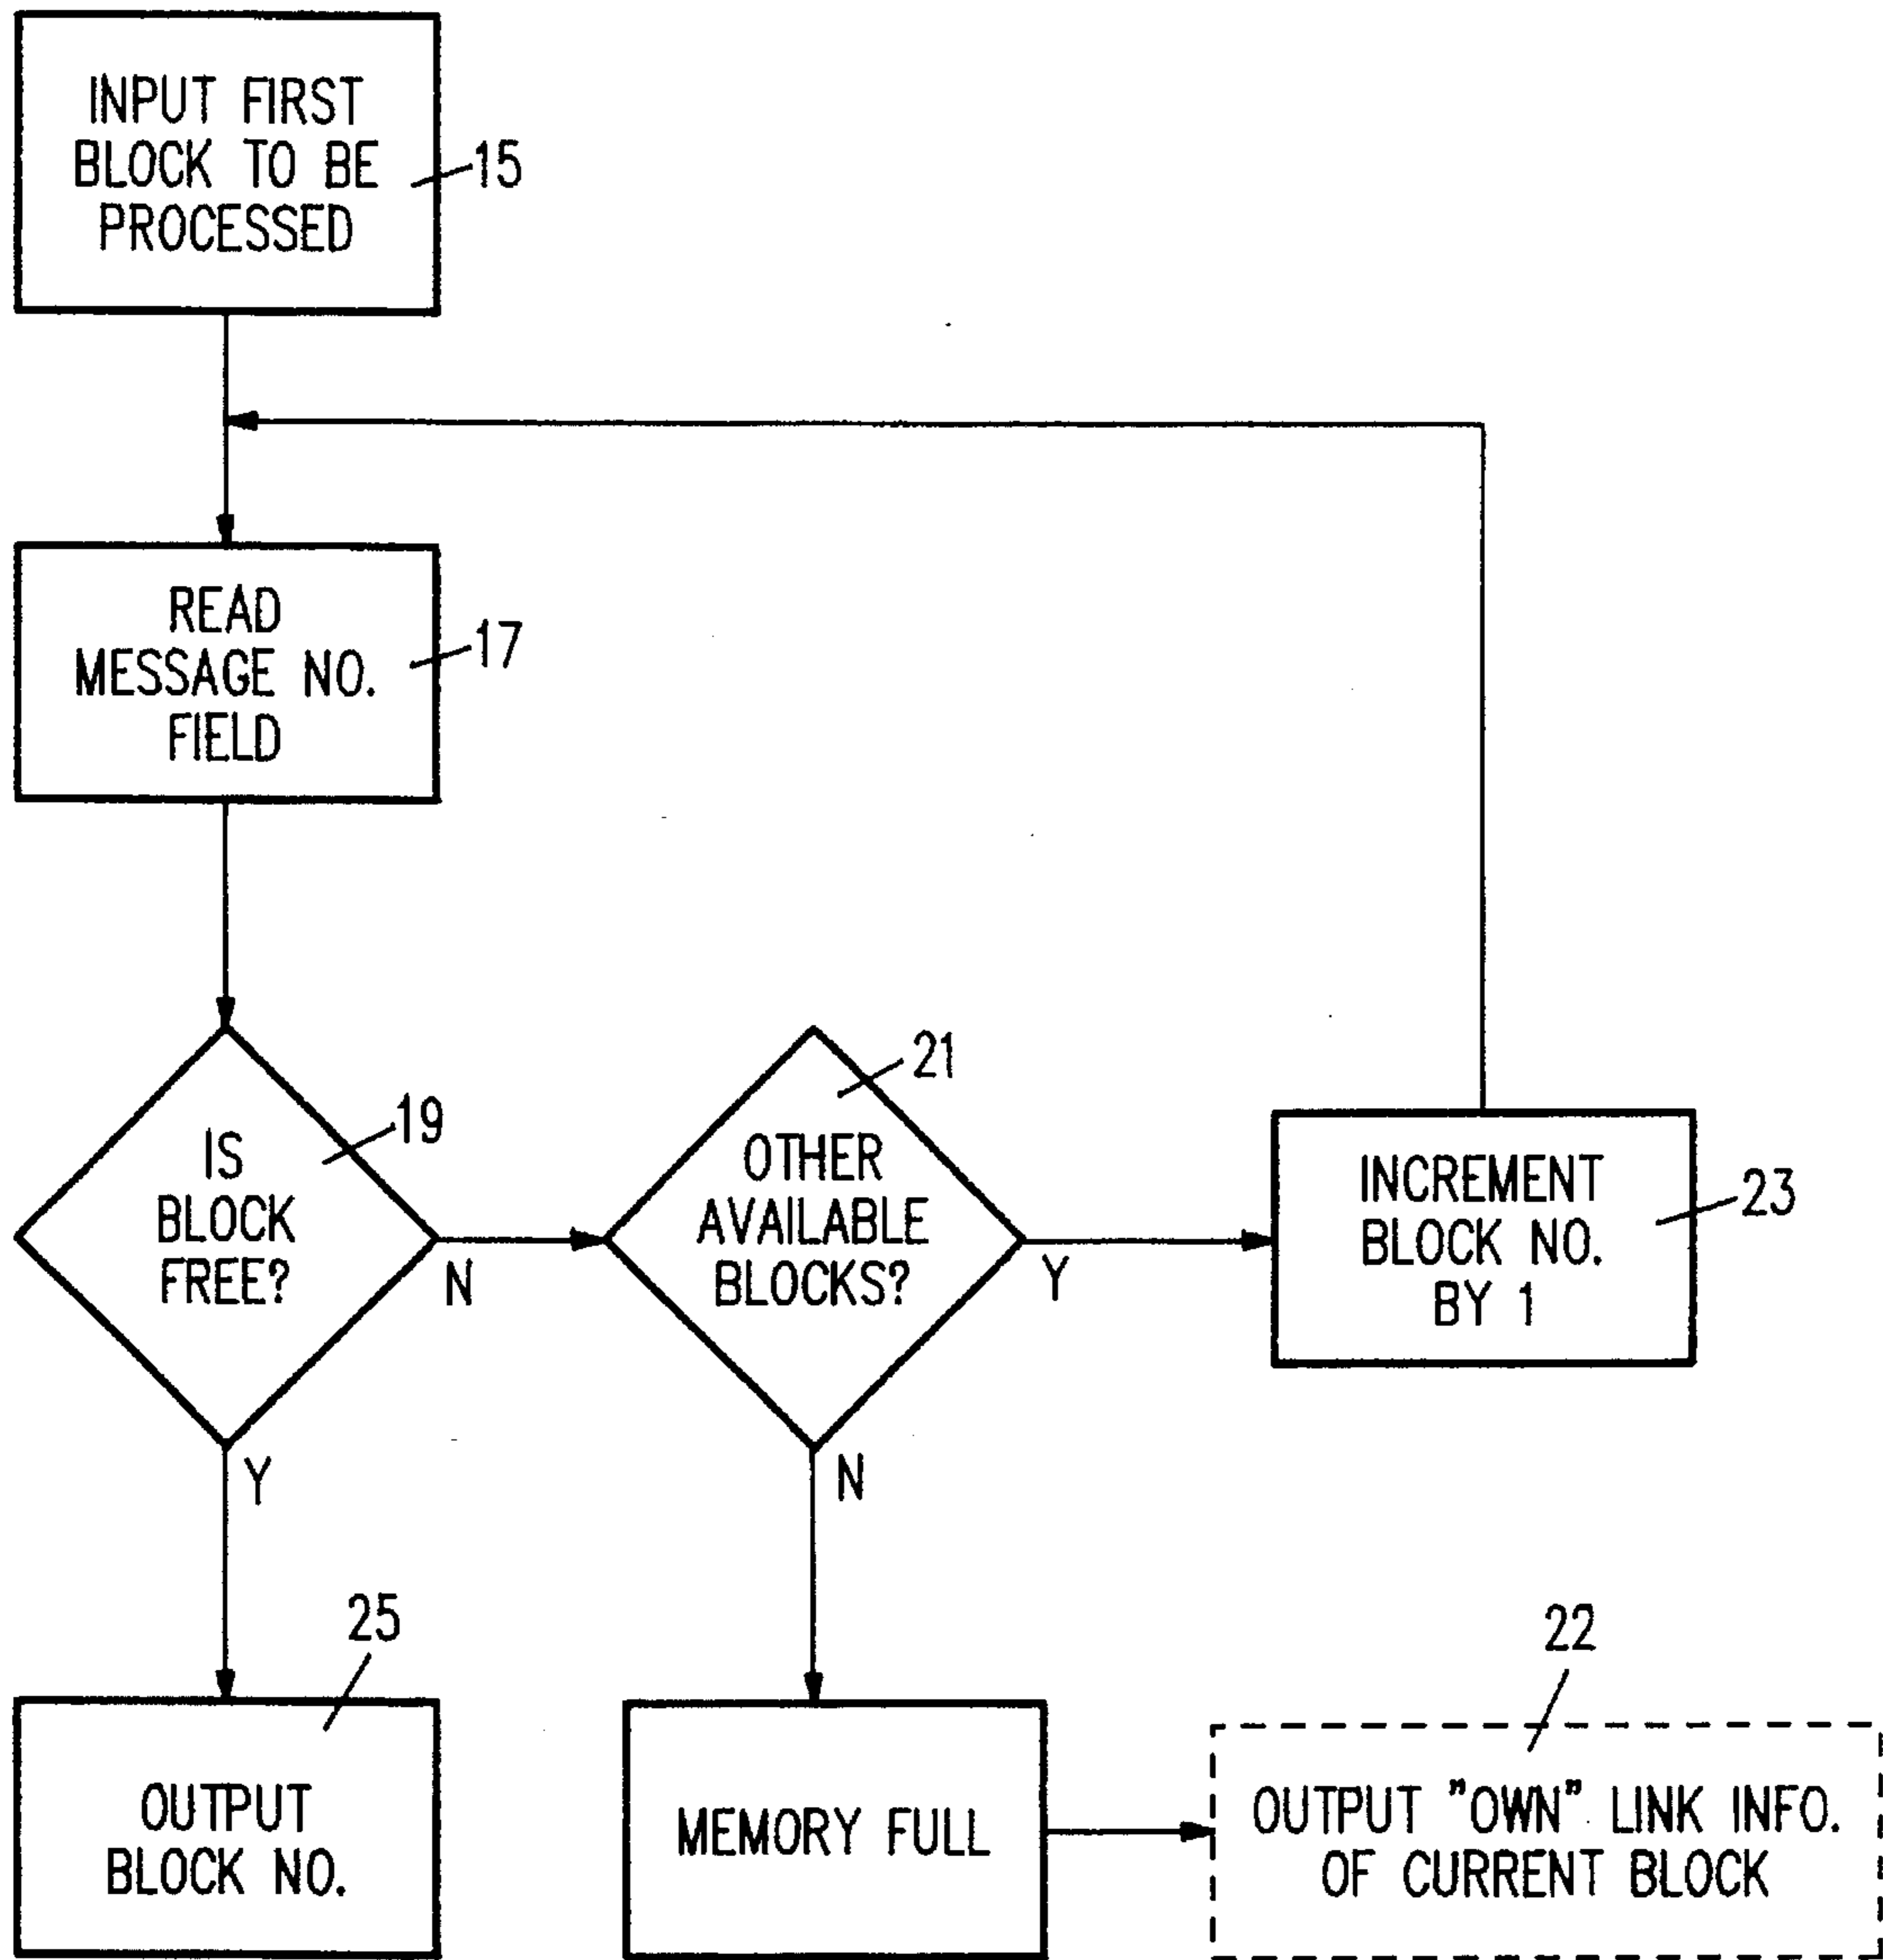 INPUT FIRST
BLOCK TO BE
PROCESSED
15
READ
MESSAGE NO.
FIELD
17
IS
BLOCK
FREE?
19
N
Y
OTHER
AVAILABLE
BLOCKS?
21
Y
N
INCREMENT
BLOCK NO.
BY 1
23
OUTPUT
BLOCK NO.
25
MEMORY FULL
OUTPUT "OWN" LINK INFO.
OF CURRENT BLOCK
22